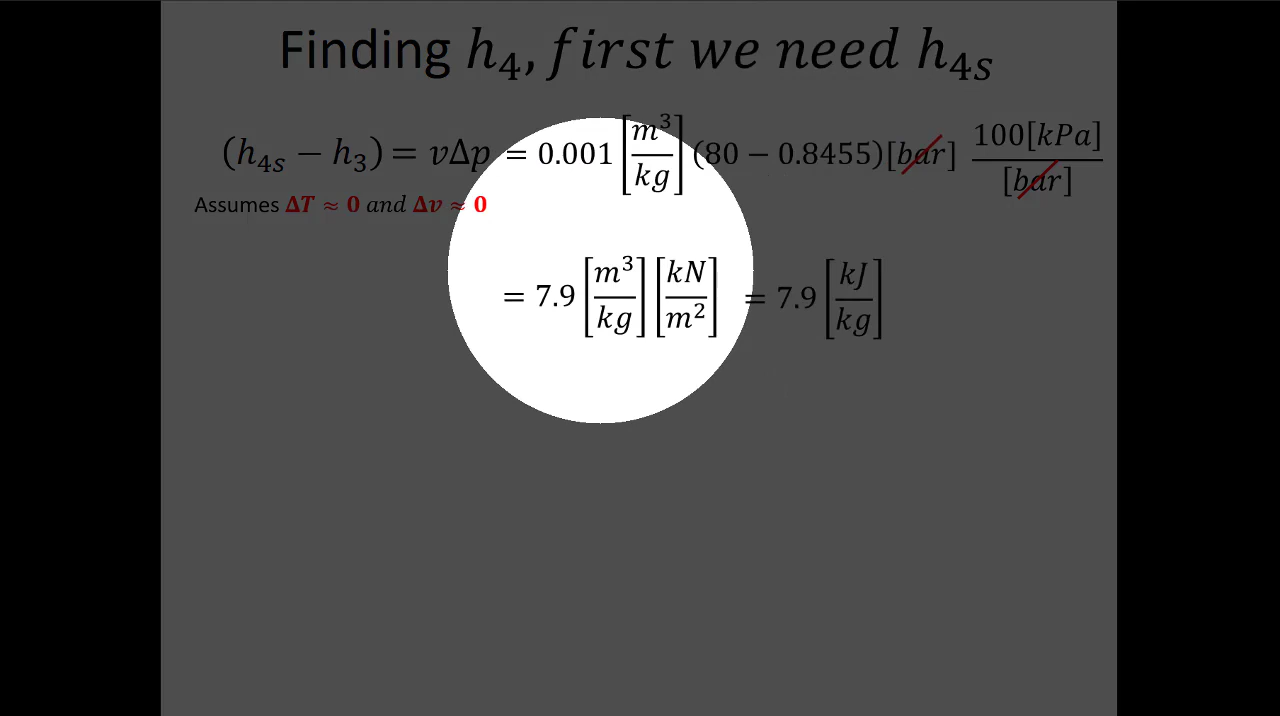 Finding h₄, first we need h₄ₛ
(h₄ₛ − h₃) = vΔp = 0.001 [m³/kg] (80 − 0.8455)[bar] 100[kPa]/[bar]
Assumes ΔT ≈ 0 and Δv ≈ 0
= 7.9 [m³/kg] [kN/m²] = 7.9 [kJ/kg]